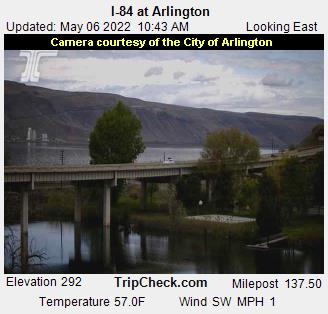 I-84 at Arlington
Updated: May 06 2022 10:43 AM Looking East
Camera courtesy of the City of Arlington
Elevation 292 TripCheck.com Milepost 137.50
Temperature 57.0F Wind SW MPH 1